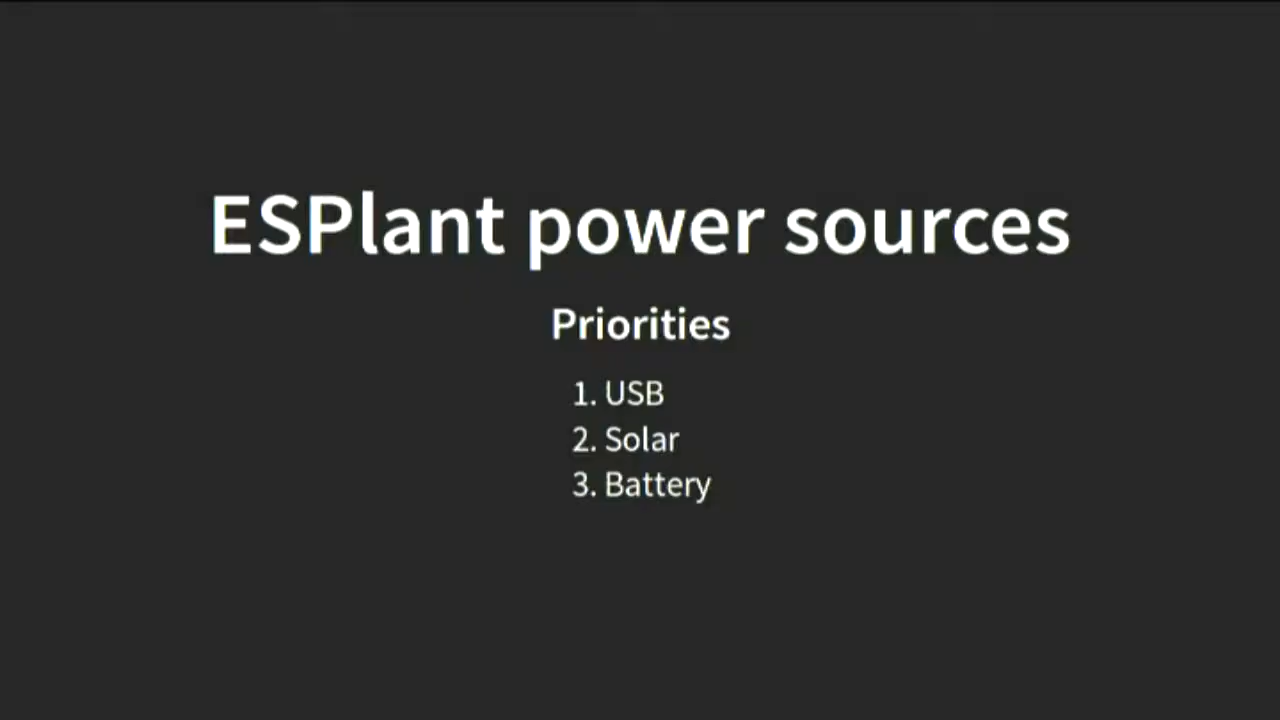 ESPlant power sources
Priorities
1. USB
2. Solar
3. Battery